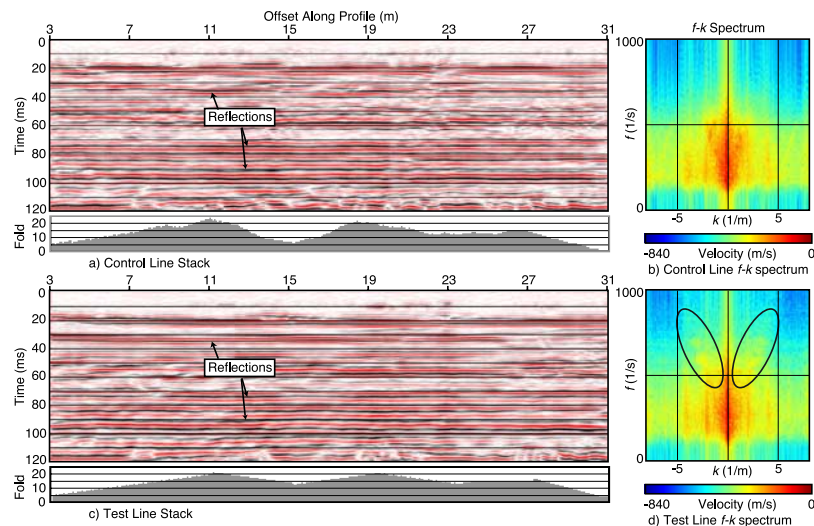 Offset Along Profile (m)
3 7 11 15 19 23 27 31
0
20
40
60
80
100
120
Time (ms)
Reflections
20
15
10
5
0
Fold
a) Control Line Stack
f-k Spectrum
1000
f (1/s)
0
-5 5
k (1/m)
-840 Velocity (m/s) 0
b) Control Line f-k spectrum
3 7 11 15 19 23 27 31
0
20
40
60
80
100
120
Time (ms)
Reflections
20
15
10
5
0
Fold
c) Test Line Stack
1000
f (1/s)
0
-5 5
k (1/m)
-840 Velocity (m/s) 0
d) Test Line f-k spectrum